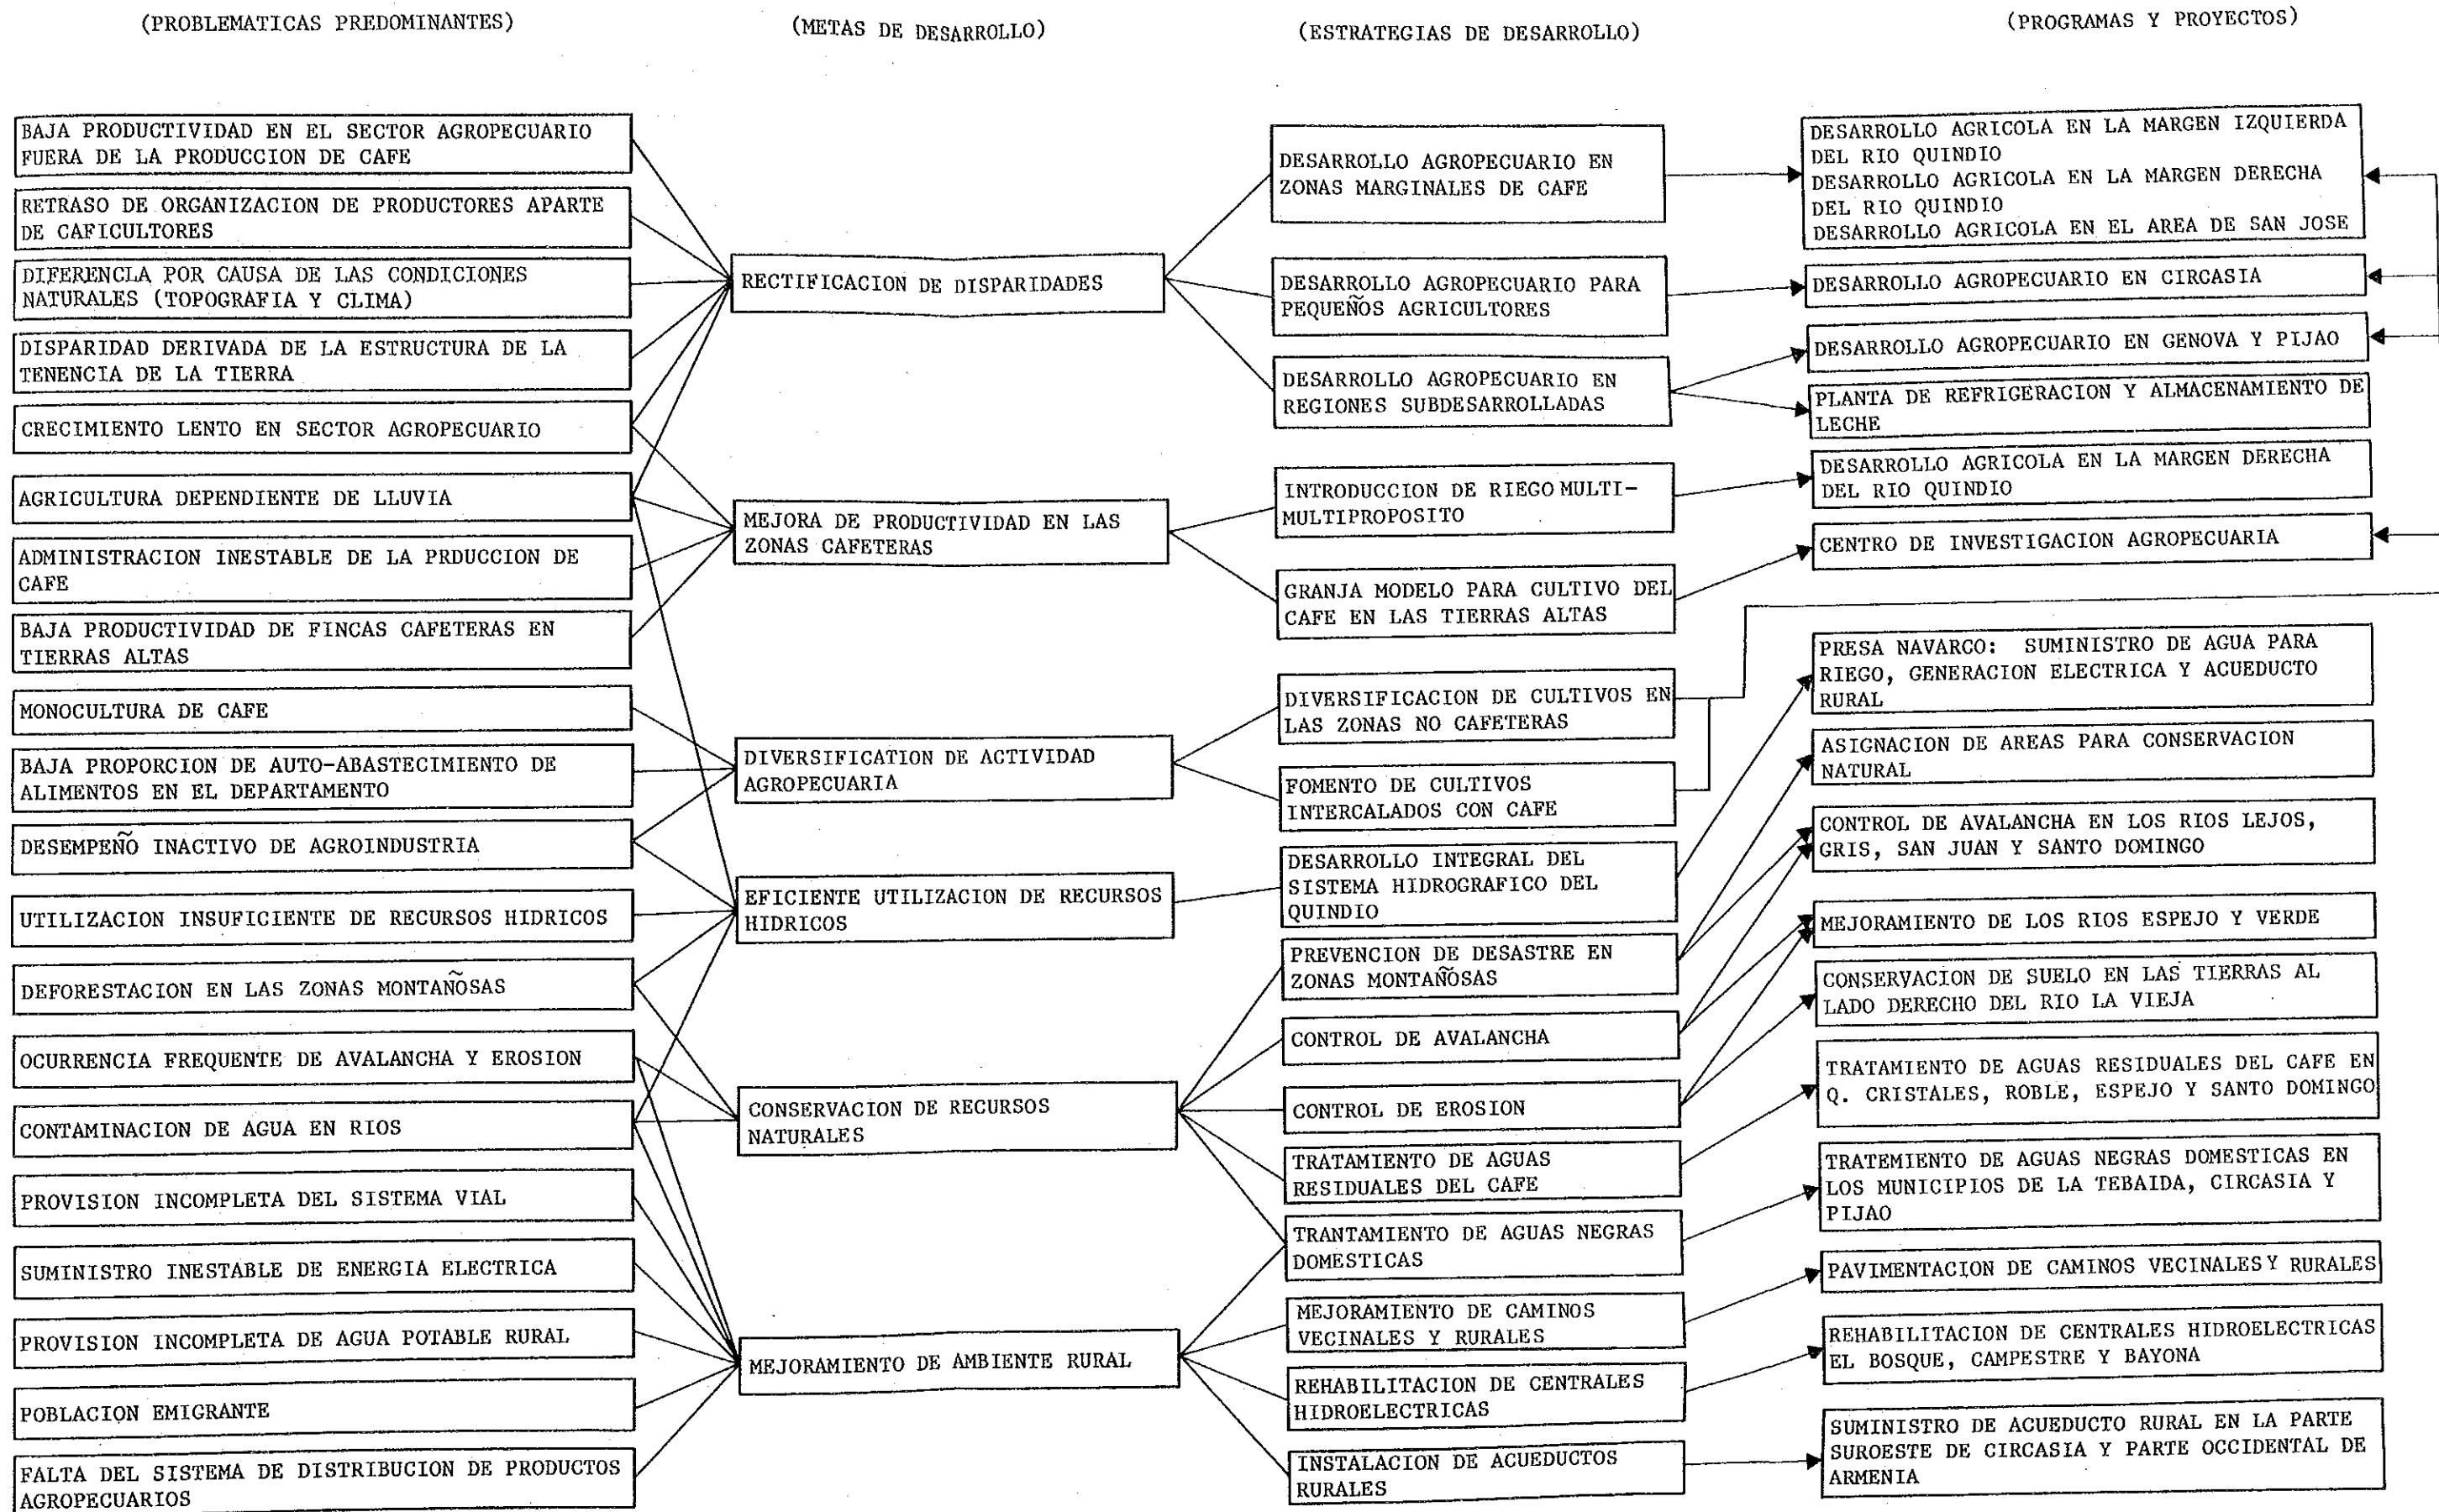 (PROBLEMATICAS PREDOMINANTES)
(METAS DE DESARROLLO)
(ESTRATEGIAS DE DESARROLLO)
(PROGRAMAS Y PROYECTOS)
BAJA PRODUCTIVIDAD EN EL SECTOR AGROPECUARIO
FUERA DE LA PRODUCCION DE CAFE
RETRASO DE ORGANIZACION DE PRODUCTORES APARTE
DE CAFICULTORES
DIFERENCIA POR CAUSA DE LAS CONDICIONES
NATURALES (TOPOGRAFIA Y CLIMA)
DISPARIDAD DERIVADA DE LA ESTRUCTURA DE LA
TENENCIA DE LA TIERRA
CRECIMIENTO LENTO EN SECTOR AGROPECUARIO
AGRICULTURA DEPENDIENTE DE LLUVIA
ADMINISTRACION INESTABLE DE LA PRDUCCION DE
CAFE
BAJA PRODUCTIVIDAD DE FINCAS CAFETERAS EN
TIERRAS ALTAS
MONOCULTURA DE CAFE
BAJA PROPORCION DE AUTO-ABASTECIMIENTO DE
ALIMENTOS EN EL DEPARTAMENTO
DESEMPEÑO INACTIVO DE AGROINDUSTRIA
UTILIZACION INSUFICIENTE DE RECURSOS HIDRICOS
DEFORESTACION EN LAS ZONAS MONTAÑOSAS
OCURRENCIA FREQUENTE DE AVALANCHA Y EROSION
CONTAMINACION DE AGUA EN RIOS
PROVISION INCOMPLETA DEL SISTEMA VIAL
SUMINISTRO INESTABLE DE ENERGIA ELECTRICA
PROVISION INCOMPLETA DE AGUA POTABLE RURAL
POBLACION EMIGRANTE
FALTA DEL SISTEMA DE DISTRIBUCION DE PRODUCTOS
AGROPECUARIOS
RECTIFICACION DE DISPARIDADES
MEJORA DE PRODUCTIVIDAD EN LAS
ZONAS CAFETERAS
DIVERSIFICATION DE ACTIVIDAD
AGROPECUARIA
EFICIENTE UTILIZACION DE RECURSOS
HIDRICOS
CONSERVACION DE RECURSOS
NATURALES
MEJORAMIENTO DE AMBIENTE RURAL
DESARROLLO AGROPECUARIO EN
ZONAS MARGINALES DE CAFE
DESARROLLO AGROPECUARIO PARA
PEQUEÑOS AGRICULTORES
DESARROLLO AGROPECUARIO EN
REGIONES SUBDESARROLLADAS
INTRODUCCION DE RIEGO MULTI-
MULTIPROPOSITO
GRANJA MODELO PARA CULTIVO DEL
CAFE EN LAS TIERRAS ALTAS
DIVERSIFICACION DE CULTIVOS EN
LAS ZONAS NO CAFETERAS
FOMENTO DE CULTIVOS
INTERCALADOS CON CAFE
DESARROLLO INTEGRAL DEL
SISTEMA HIDROGRAFICO DEL
QUINDIO
PREVENCION DE DESASTRE EN
ZONAS MONTAÑOSAS
CONTROL DE AVALANCHA
CONTROL DE EROSION
TRATAMIENTO DE AGUAS
RESIDUALES DEL CAFE
TRANTAMIENTO DE AGUAS NEGRAS
DOMESTICAS
MEJORAMIENTO DE CAMINOS
VECINALES Y RURALES
REHABILITACION DE CENTRALES
HIDROELECTRICAS
INSTALACION DE ACUEDUCTOS
RURALES
DESARROLLO AGRICOLA EN LA MARGEN IZQUIERDA
DEL RIO QUINDIO
DESARROLLO AGRICOLA EN LA MARGEN DERECHA
DEL RIO QUINDIO
DESARROLLO AGRICOLA EN EL AREA DE SAN JOSE
DESARROLLO AGROPECUARIO EN CIRCASIA
DESARROLLO AGROPECUARIO EN GENOVA Y PIJAO
PLANTA DE REFRIGERACION Y ALMACENAMIENTO DE
LECHE
DESARROLLO AGRICOLA EN LA MARGEN DERECHA
DEL RIO QUINDIO
CENTRO DE INVESTIGACION AGROPECUARIA
PRESA NAVARCO: SUMINISTRO DE AGUA PARA
RIEGO, GENERACION ELECTRICA Y ACUEDUCTO
RURAL
ASIGNACION DE AREAS PARA CONSERVACION
NATURAL
CONTROL DE AVALANCHA EN LOS RIOS LEJOS,
GRIS, SAN JUAN Y SANTO DOMINGO
MEJORAMIENTO DE LOS RIOS ESPEJO Y VERDE
CONSERVACION DE SUELO EN LAS TIERRAS AL
LADO DERECHO DEL RIO LA VIEJA
TRATAMIENTO DE AGUAS RESIDUALES DEL CAFE EN
Q. CRISTALES, ROBLE, ESPEJO Y SANTO DOMINGO
TRATEMIENTO DE AGUAS NEGRAS DOMESTICAS EN
LOS MUNICIPIOS DE LA TEBAIDA, CIRCASIA Y
PIJAO
PAVIMENTACION DE CAMINOS VECINALES Y RURALES
REHABILITACION DE CENTRALES HIDROELECTRICAS
EL BOSQUE, CAMPESTRE Y BAYONA
SUMINISTRO DE ACUEDUCTO RURAL EN LA PARTE
SUROESTE DE CIRCASIA Y PARTE OCCIDENTAL DE
ARMENIA